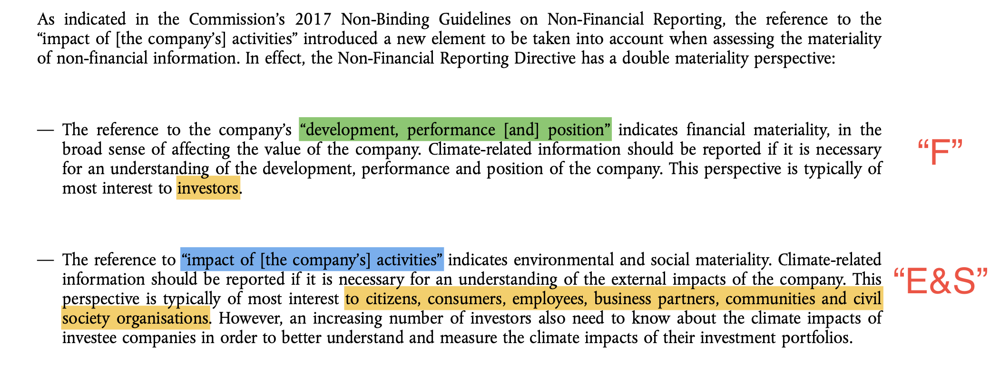 As indicated in the Commission’s 2017 Non-Binding Guidelines on Non-Financial Reporting, the reference to the
“impact of [the company’s] activities” introduced a new element to be taken into account when assessing the materiality
of non-financial information. In effect, the Non-Financial Reporting Directive has a double materiality perspective:
— The reference to the company’s “development, performance [and] position” indicates financial materiality, in the
broad sense of affecting the value of the company. Climate-related information should be reported if it is necessary
for an understanding of the development, performance and position of the company. This perspective is typically of
most interest to investors.
“F”
— The reference to “impact of [the company’s] activities” indicates environmental and social materiality. Climate-related
information should be reported if it is necessary for an understanding of the external impacts of the company. This
perspective is typically of most interest to citizens, consumers, employees, business partners, communities and civil
society organisations. However, an increasing number of investors also need to know about the climate impacts of
investee companies in order to better understand and measure the climate impacts of their investment portfolios.
“E&S”